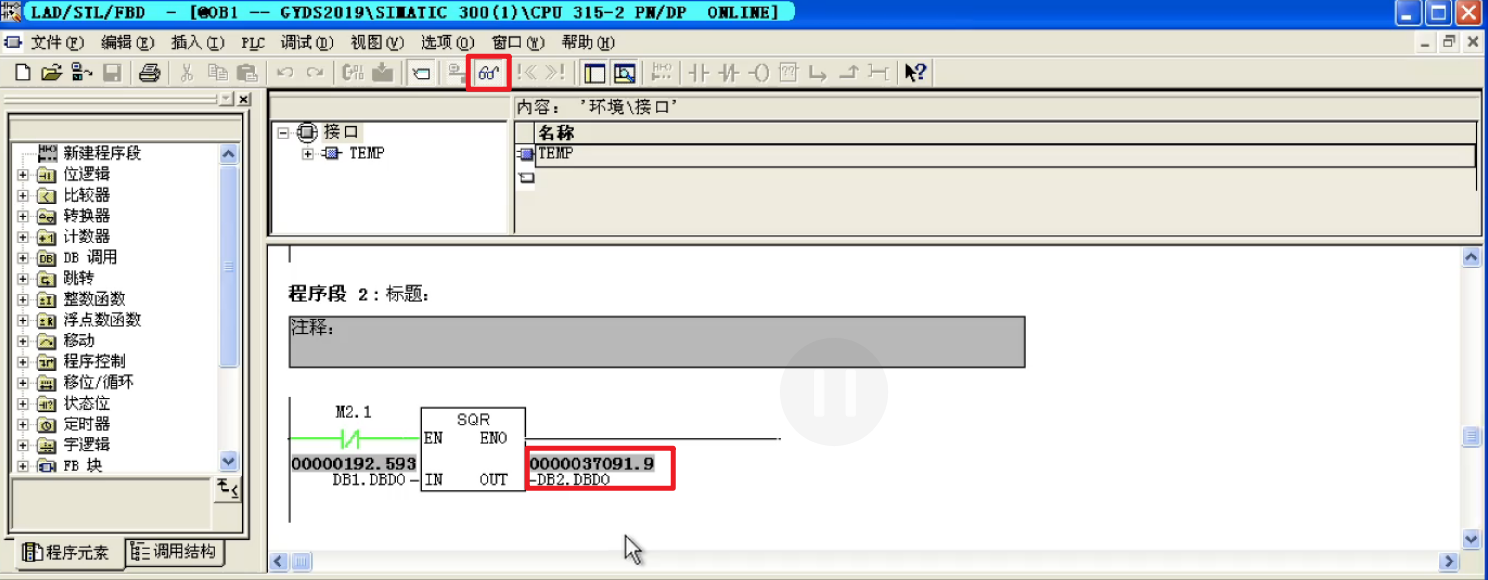 LAD/STL/FBD - [@OB1 -- GYDS2019\SIMATIC 300(1)\CPU 315-2 PN/DP ONLINE]
文件(F) 编辑(E) 插入(I) PLC 调试(D) 视图(V) 选项(O) 窗口(W) 帮助(H)
内容: '环境\接口'
接口
TEMP
名称
TEMP
新建程序段
位逻辑
比较器
转换器
计数器
DB 调用
跳转
整数函数
浮点数函数
移动
程序控制
移位/循环
状态位
定时器
字逻辑
FB 块
程序元素 调用结构
程序段 2:标题:
注释:
M2.1
SQR
EN ENO
00000192.593 0000037091.9
DB1.DBD0 IN OUT DB2.DBD0